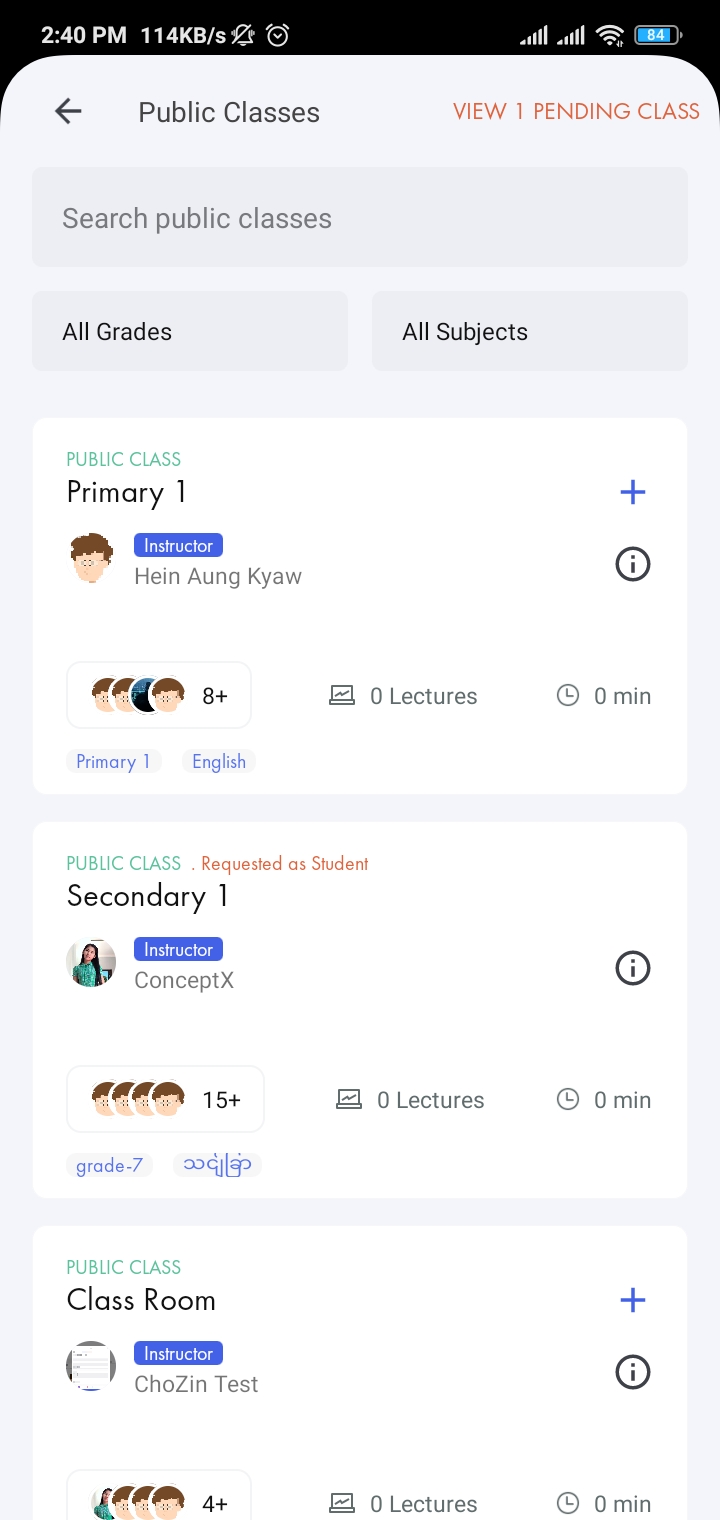 2:40 PM 114KB/s 84
Public Classes VIEW 1 PENDING CLASS
Search public classes
All Grades All Subjects
PUBLIC CLASS
Primary 1
Instructor
Hein Aung Kyaw
8+ 0 Lectures 0 min
Primary 1 English
PUBLIC CLASS . Requested as Student
Secondary 1
Instructor
ConceptX
15+ 0 Lectures 0 min
grade-7 သင်္ချာ
PUBLIC CLASS
Class Room
Instructor
ChoZin Test
4+ 0 Lectures 0 min